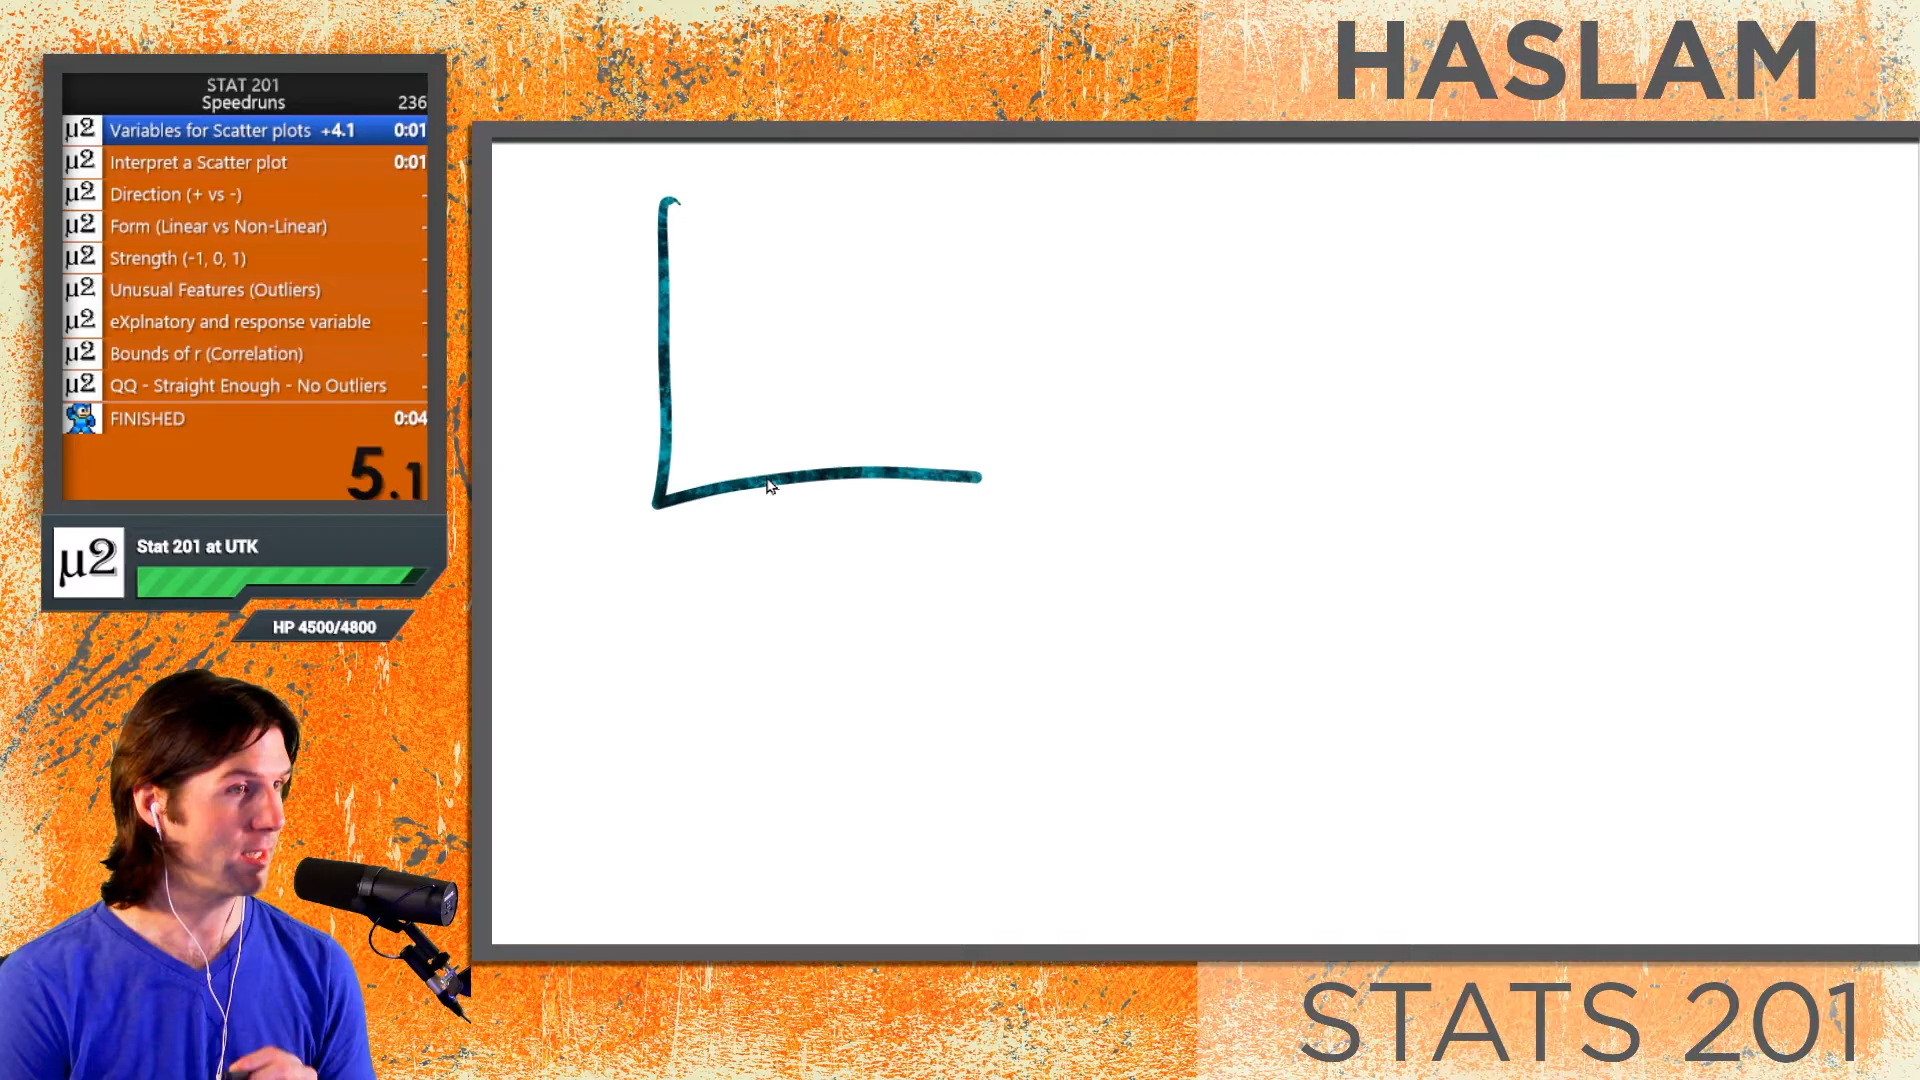 HASLAM
STAT 201
Speedruns 236
µ2 Variables for Scatter plots +4.1 0:01
µ2 Interpret a Scatter plot 0:01
µ2 Direction (+ vs -) -
µ2 Form (Linear vs Non-Linear) -
µ2 Strength (-1, 0, 1) -
µ2 Unusual Features (Outliers) -
µ2 eXplnatory and response variable -
µ2 Bounds of r (Correlation) -
µ2 QQ - Straight Enough - No Outliers -
FINISHED 0:04
5.1
µ2 Stat 201 at UTK
HP 4500/4800
STATS 201